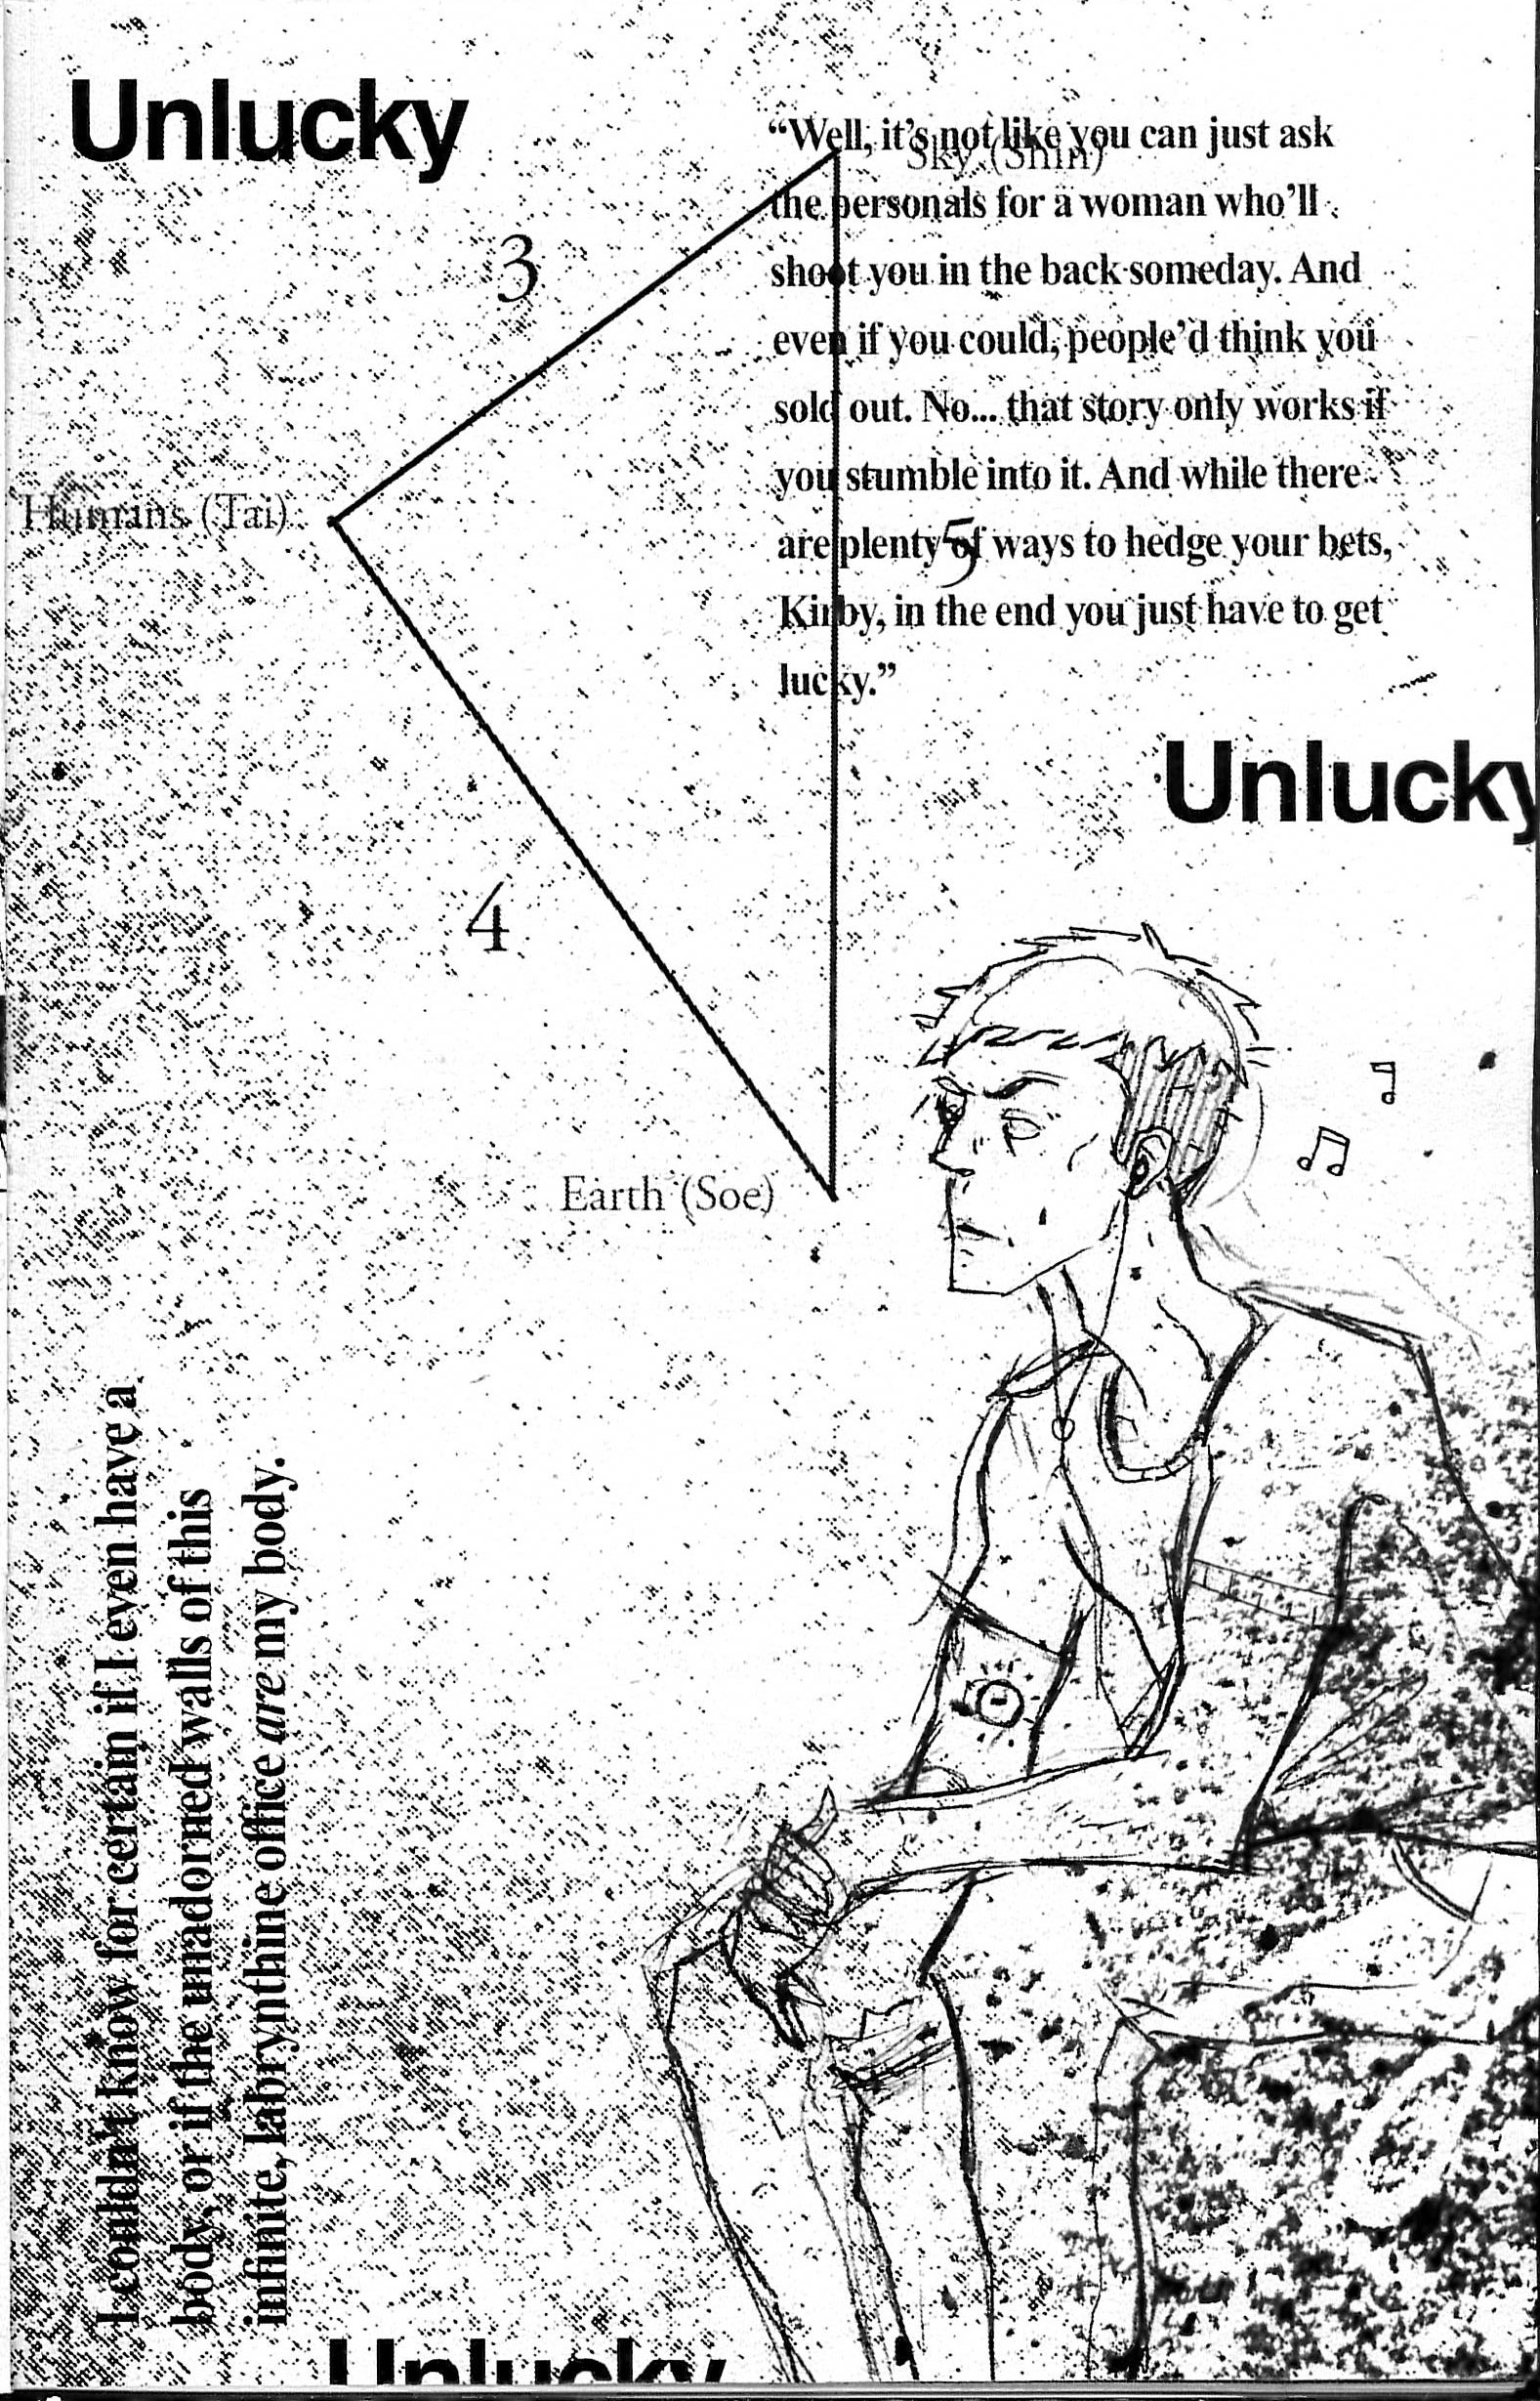 Unlucky
“Well, it’s not like you can just ask
Sky (Shin)
the personals for a woman who’ll
shoot you in the back someday. And
3
even if you could, people’d think you
sold out. No... that story only works if
you stumble into it. And while there
Humans (Tai)
are plenty of ways to hedge your bets,
5
Kirby, in the end you just have to get
lucky.”
Unlucky
4
Earth (Soe)
I couldn’t know for certain if I even have a
body, or if the unadorned walls of this
infinite, labrynthine office are my body.
Unlucky